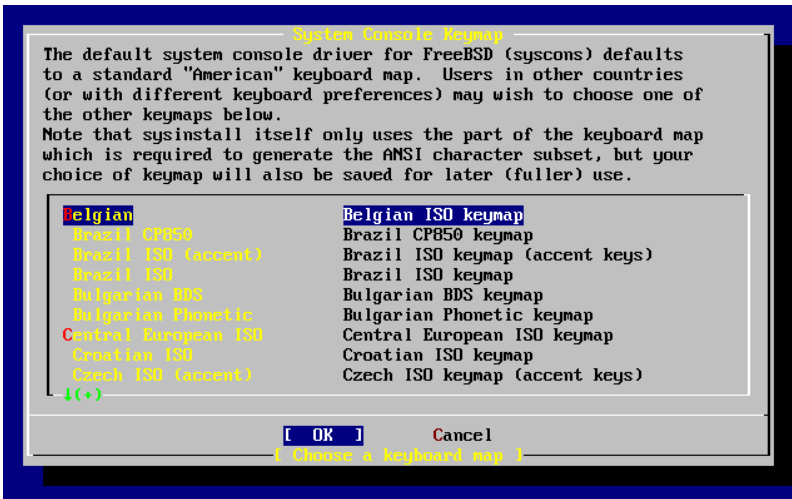 System Console Keymap
The default system console driver for FreeBSD (syscons) defaults
to a standard "American" keyboard map.  Users in other countries
(or with different keyboard preferences) may wish to choose one of
the other keymaps below.
Note that sysinstall itself only uses the part of the keyboard map
which is required to generate the ANSI character subset, but your
choice of keymap will also be saved for later (fuller) use.
Belgian Belgian ISO keymap
Brazil CP850 Brazil CP850 keymap
Brazil ISO (accent) Brazil ISO keymap (accent keys)
Brazil ISO Brazil ISO keymap
Bulgarian BDS Bulgarian BDS keymap
Bulgarian Phonetic Bulgarian Phonetic keymap
Central European ISO Central European ISO keymap
Croatian ISO Croatian ISO keymap
Czech ISO (accent) Czech ISO keymap (accent keys)
↓(+)
[ OK ] Cancel
[ Choose a keyboard map ]